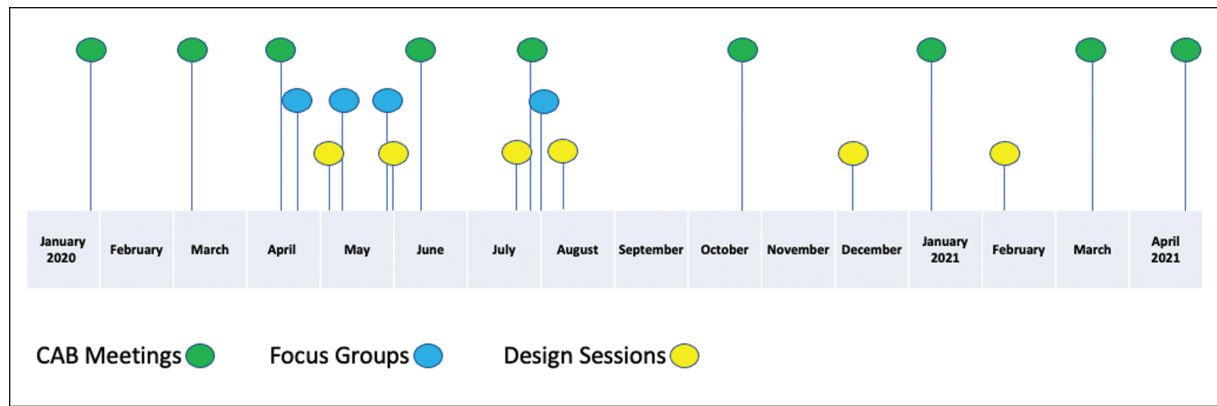 January 2020
February
March
April
May
June
July
August
September
October
November
December
January 2021
February
March
April 2021
CAB Meetings
Focus Groups
Design Sessions